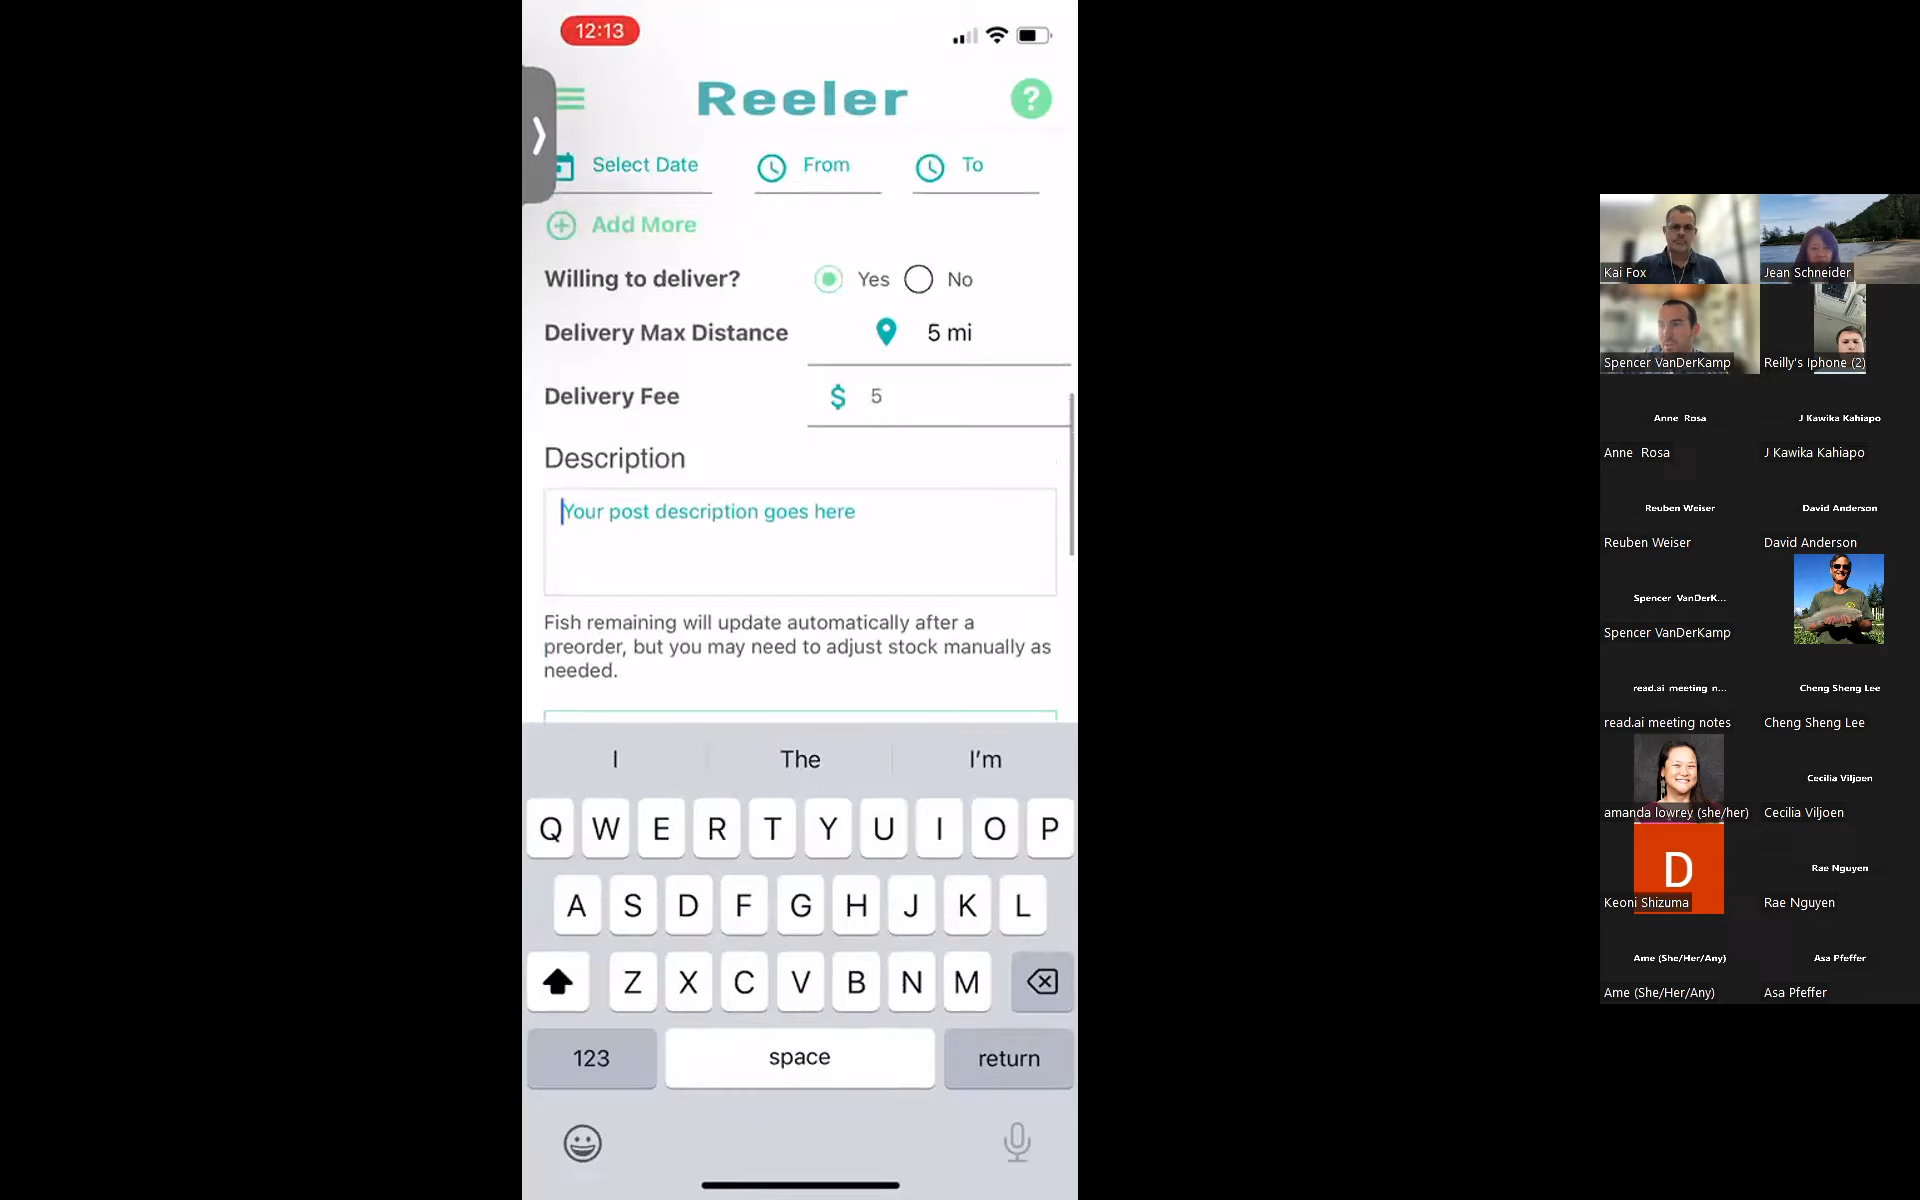 12:13
Reeler
?
Select Date From To
Add More
Willing to deliver? Yes No
Delivery Max Distance 5 mi
Delivery Fee $ 5
Description
Your post description goes here
Fish remaining will update automatically after a
preorder, but you may need to adjust stock manually as
needed.
I The I'm
Q W E R T Y U I O P
A S D F G H J K L
Z X C V B N M
123 space return
Kai Fox Jean Schneider
Spencer VanDerKamp Reilly's Iphone (2)
Anne Rosa J Kawika Kahiapo
Anne Rosa J Kawika Kahiapo
Reuben Weiser David Anderson
Reuben Weiser David Anderson
Spencer VanDerK...
Spencer VanDerKamp
read.ai meeting n... Cheng Sheng Lee
read.ai meeting notes Cheng Sheng Lee
Cecilia Viljoen
amanda lowrey (she/her) Cecilia Viljoen
D Rae Nguyen
Keoni Shizuma Rae Nguyen
Ame (She/Her/Any) Asa Pfeffer
Ame (She/Her/Any) Asa Pfeffer